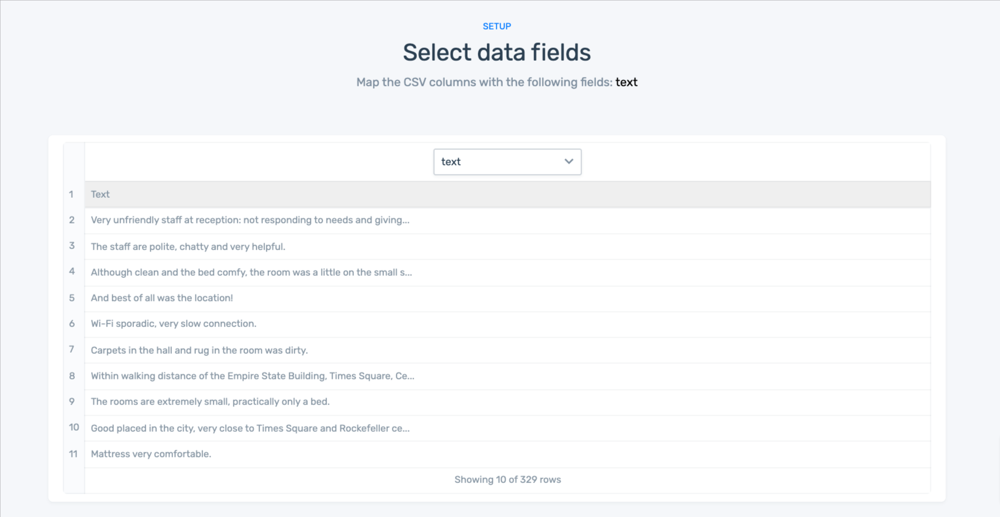 SETUP
Select data fields
Map the CSV columns with the following fields: text
text
1 Text
2 Very unfriendly staff at reception: not responding to needs and giving...
3 The staff are polite, chatty and very helpful.
4 Although clean and the bed comfy, the room was a little on the small s...
5 And best of all was the location!
6 Wi-Fi sporadic, very slow connection.
7 Carpets in the hall and rug in the room was dirty.
8 Within walking distance of the Empire State Building, Times Square, Ce...
9 The rooms are extremely small, practically only a bed.
10 Good placed in the city, very close to Times Square and Rockefeller ce...
11 Mattress very comfortable.
Showing 10 of 329 rows